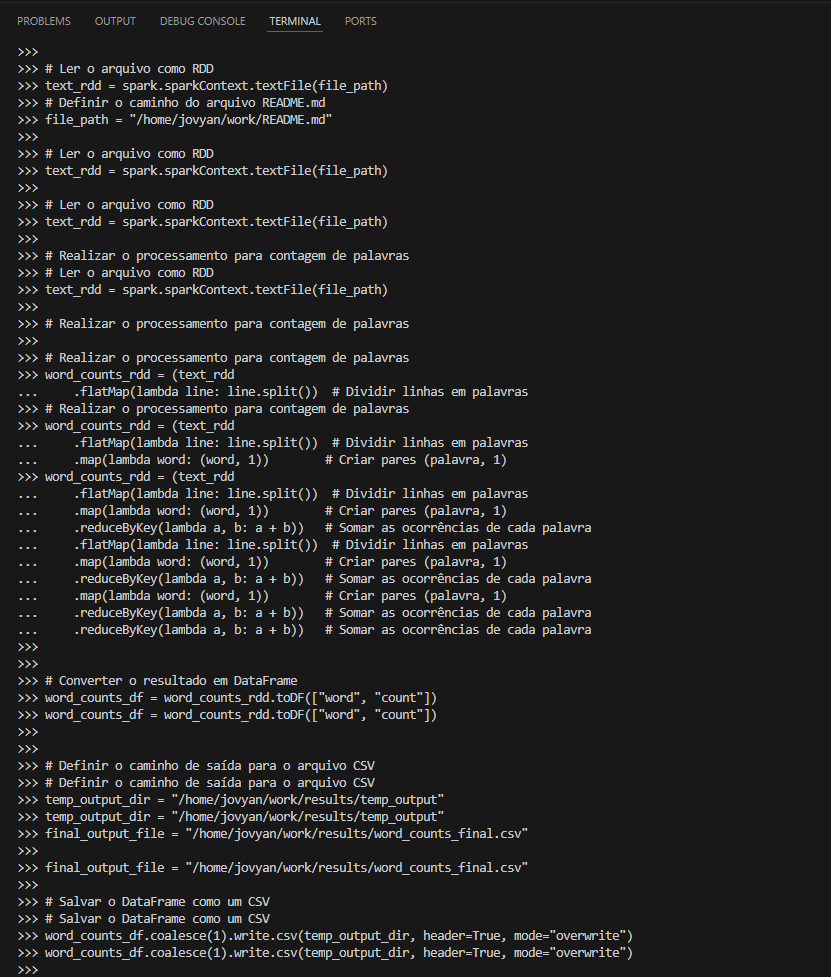 PROBLEMS OUTPUT DEBUG CONSOLE TERMINAL PORTS
>>>
>>> # Ler o arquivo como RDD
>>> text_rdd = spark.sparkContext.textFile(file_path)
>>> # Definir o caminho do arquivo README.md
>>> file_path = "/home/jovyan/work/README.md"
>>>
>>> # Ler o arquivo como RDD
>>> text_rdd = spark.sparkContext.textFile(file_path)
>>>
>>> # Ler o arquivo como RDD
>>> text_rdd = spark.sparkContext.textFile(file_path)
>>>
>>> # Realizar o processamento para contagem de palavras
>>> # Ler o arquivo como RDD
>>> text_rdd = spark.sparkContext.textFile(file_path)
>>>
>>> # Realizar o processamento para contagem de palavras
>>>
>>> # Realizar o processamento para contagem de palavras
>>> word_counts_rdd = (text_rdd
...     .flatMap(lambda line: line.split())  # Dividir linhas em palavras
>>> # Realizar o processamento para contagem de palavras
>>> word_counts_rdd = (text_rdd
...     .flatMap(lambda line: line.split())  # Dividir linhas em palavras
...     .map(lambda word: (word, 1))        # Criar pares (palavra, 1)
>>> word_counts_rdd = (text_rdd
...     .flatMap(lambda line: line.split())  # Dividir linhas em palavras
...     .map(lambda word: (word, 1))        # Criar pares (palavra, 1)
...     .reduceByKey(lambda a, b: a + b))   # Somar as ocorrências de cada palavra
...     .flatMap(lambda line: line.split())  # Dividir linhas em palavras
...     .map(lambda word: (word, 1))        # Criar pares (palavra, 1)
...     .reduceByKey(lambda a, b: a + b))   # Somar as ocorrências de cada palavra
...     .map(lambda word: (word, 1))        # Criar pares (palavra, 1)
...     .reduceByKey(lambda a, b: a + b))   # Somar as ocorrências de cada palavra
...     .reduceByKey(lambda a, b: a + b))   # Somar as ocorrências de cada palavra
>>>
>>>
>>> # Converter o resultado em DataFrame
>>> word_counts_df = word_counts_rdd.toDF(["word", "count"])
>>> word_counts_df = word_counts_rdd.toDF(["word", "count"])
>>>
>>>
>>> # Definir o caminho de saída para o arquivo CSV
>>> # Definir o caminho de saída para o arquivo CSV
>>> temp_output_dir = "/home/jovyan/work/results/temp_output"
>>> temp_output_dir = "/home/jovyan/work/results/temp_output"
>>> final_output_file = "/home/jovyan/work/results/word_counts_final.csv"
>>>
>>> final_output_file = "/home/jovyan/work/results/word_counts_final.csv"
>>>
>>> # Salvar o DataFrame como um CSV
>>> # Salvar o DataFrame como um CSV
>>> word_counts_df.coalesce(1).write.csv(temp_output_dir, header=True, mode="overwrite")
>>> word_counts_df.coalesce(1).write.csv(temp_output_dir, header=True, mode="overwrite")
>>>